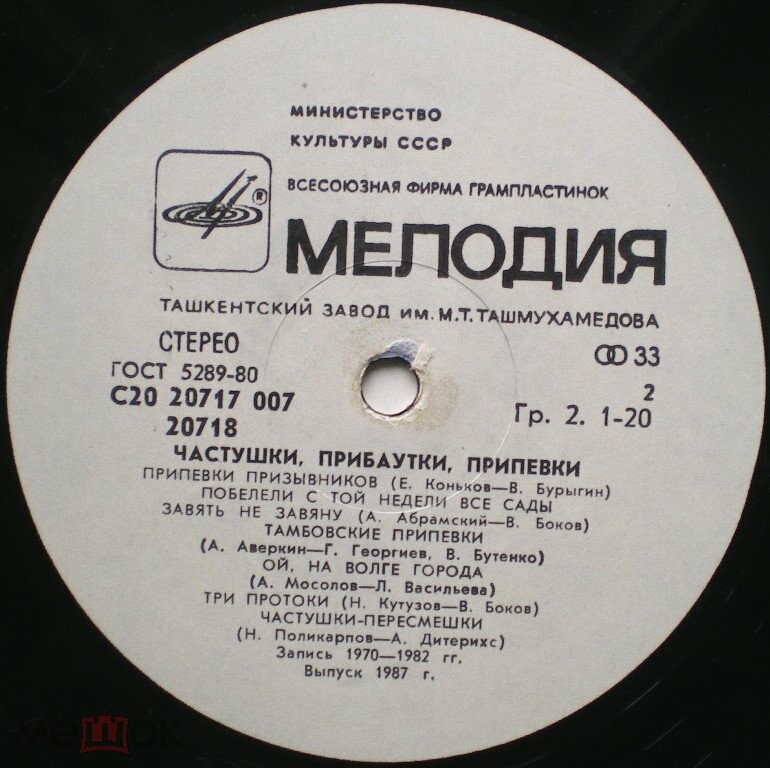 МИНИСТЕРСТВО
КУЛЬТУРЫ СССР
ВСЕСОЮЗНАЯ ФИРМА ГРАМПЛАСТИНОК
®
МЕЛОДИЯ
ТАШКЕНТСКИЙ ЗАВОД ИМ. М.Т. ТАШМУХАМЕДОВА
СТЕРЕО
ГОСТ 5289-80
33
С20 20717 007
2
20718
Гр. 2. 1-20
ЧАСТУШКИ, ПРИБАУТКИ, ПРИПЕВКИ
ПРИПЕВКИ ПРИЗЫВНИКОВ (Е. Коньков—В. Бурыгин)
ПОБЕЛЕЛИ С ТОЙ НЕДЕЛИ ВСЕ САДЫ
ЗАВЯТЬ НЕ ЗАВЯНУ (А. Абрамский—В. Боков)
ТАМБОВСКИЕ ПРИПЕВКИ
(А. Аверкин—Г. Георгиев, В. Бутенко)
ОЙ, НА ВОЛГЕ ГОРОДА
(А. Мосолов—Л. Васильева)
ТРИ ПРОТОКИ (Н. Кутузов—В. Боков)
ЧАСТУШКИ-ПЕРЕСМЕШКИ
(Н. Поликарпов—А. Дитерихс)
Запись 1970—1982 гг.
Выпуск 1987 г.
мешок